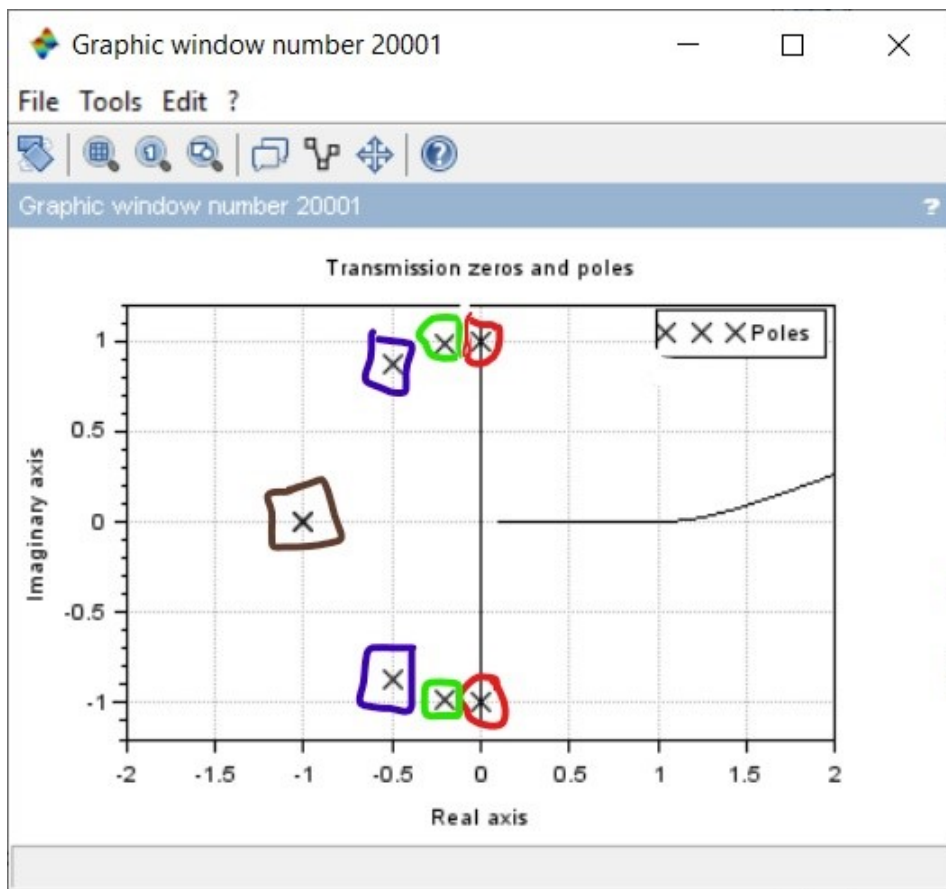 Graphic window number 20001
File Tools Edit ?
Graphic window number 20001 ?
Transmission zeros and poles
Poles
1
0.5
0
-0.5
-1
Imaginary axis
-2 -1.5 -1 -0.5 0 0.5 1 1.5 2
Real axis